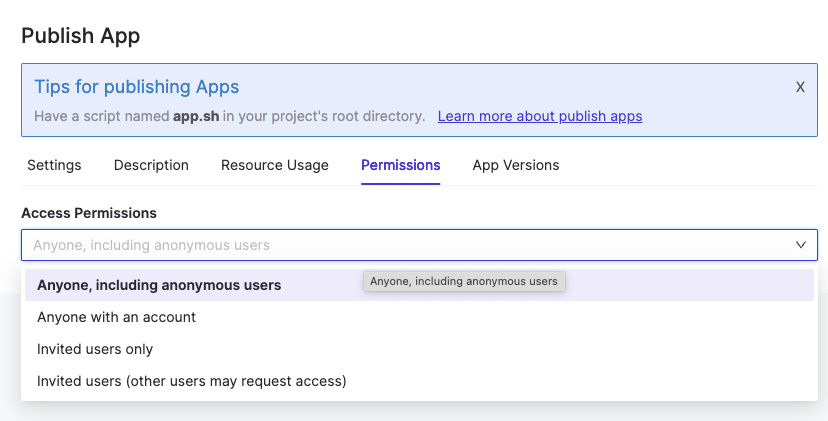 Publish App
Tips for publishing Apps
X
Have a script named app.sh in your project's root directory. Learn more about publish apps
Settings Description Resource Usage Permissions App Versions
Access Permissions
Anyone, including anonymous users
Anyone, including anonymous users
Anyone, including anonymous users
Anyone with an account
Invited users only
Invited users (other users may request access)